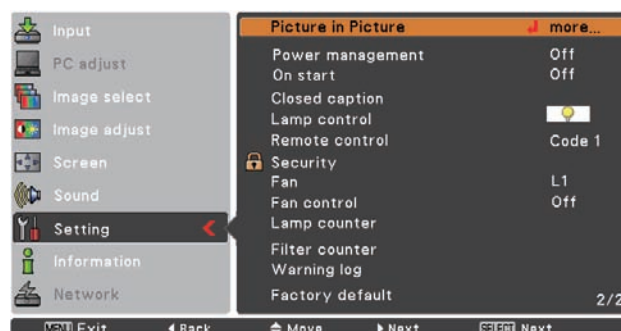 Input
PC adjust
Image select
Image adjust
Screen
Sound
Setting
Information
Network
Picture in Picture more...
Power management Off
On start Off
Closed caption
Lamp control
Remote control Code 1
Security
Fan L1
Fan control Off
Lamp counter
Filter counter
Warning log
Factory default 2/2
MENU Exit Back Move Next SELECT Next